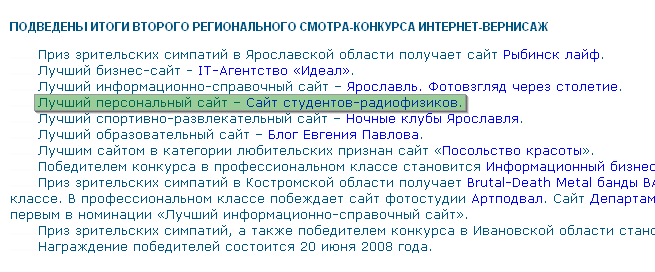 ПОДВЕДЕНЫ ИТОГИ ВТОРОГО РЕГИОНАЛЬНОГО СМОТРА-КОНКУРСА ИНТЕРНЕТ-ВЕРНИСАЖ
Приз зрительских симпатий в Ярославской области получает сайт Рыбинск лайф.
Лучший бизнес-сайт – IT-Агентство «Идеал».
Лучший информационно-справочный сайт – Ярославль. Фотовзгляд через столетие.
Лучший персональный сайт – Сайт студентов-радиофизиков.
Лучший спортивно-развлекательный сайт – Ночные клубы Ярославля.
Лучший образовательный сайт – Блог Евгения Павлова.
Лучшим сайтом в категории любительских признан сайт «Посольство красоты».
Победителем конкурса в профессиональном классе становится Информационный бизнес
Приз зрительских симпатий в Костромской области получает Brutal-Death Metal банды
классе. В профессиональном классе побеждает сайт фотостудии Артподвал. Сайт Департам
первым в номинации «Лучший информационно-справочный сайт».
Приз зрительских симпатий, а также победителем конкурса в Ивановской области стано
Награждение победителей состоится 20 июня 2008 года.